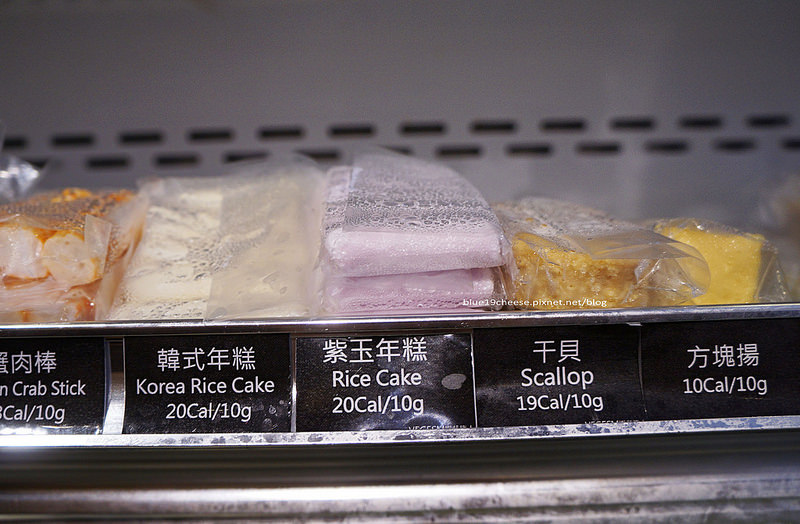 blue19cheese.pixnet.net/blog
蟹肉棒
n Crab Stick
Cal/10g
韓式年糕
Korea Rice Cake
20Cal/10g
紫玉年糕
Rice Cake
20Cal/10g
干貝
Scallop
19Cal/10g
方塊揚
10Cal/10g